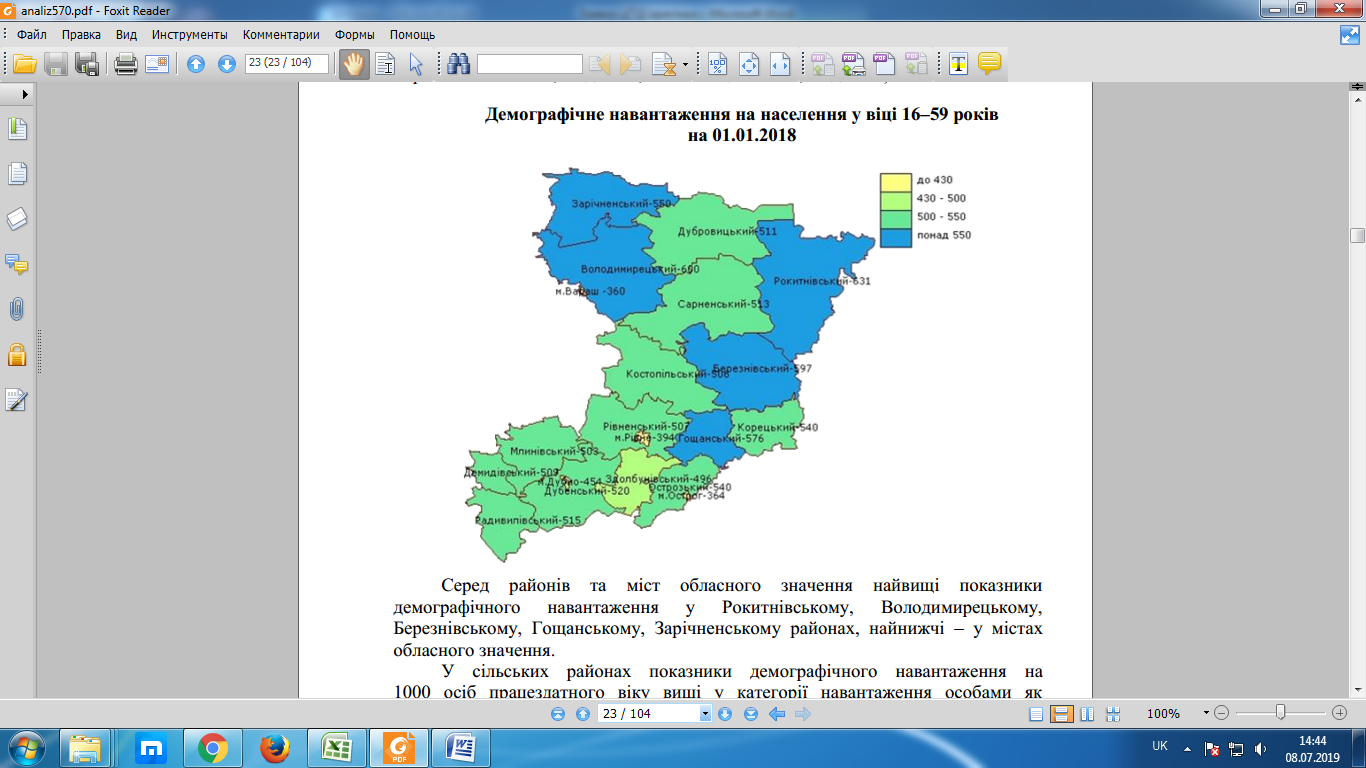 analiz570.pdf - Foxit Reader
Файл Правка Вид Инструменты Комментарии Формы Помощь
23 (23 / 104)
Демографічне навантаження на населення у віці 16–59 років
на 01.01.2018
до 430
430 - 500
500 - 550
понад 550
Зарічненський-550
Дубровицький-511
Володимирецький-600
Рокитнівський-631
м.Вараш -360
Сарненський-513
Березнівський-597
Костопільський-506
Рівненський-507
Корецький-540
м.Рівне-394
Гощанський-576
Млинівський-503
Демидівський-509
Здолбунівський-496
м.Дубно-454
Острозький-540
Дубенський-520
м.Острог-364
Радивилівський-515
Серед районів та міст обласного значення найвищі показники
демографічного навантаження у Рокитнівському, Володимирецькому,
Березнівському, Гощанському, Зарічненському районах, найнижчі – у містах
обласного значення.
У сільських районах показники демографічного навантаження на
1000 осіб працездатного віку вищі у категорії навантаження особами як
23 / 104
100%
UK
14:44
08.07.2019